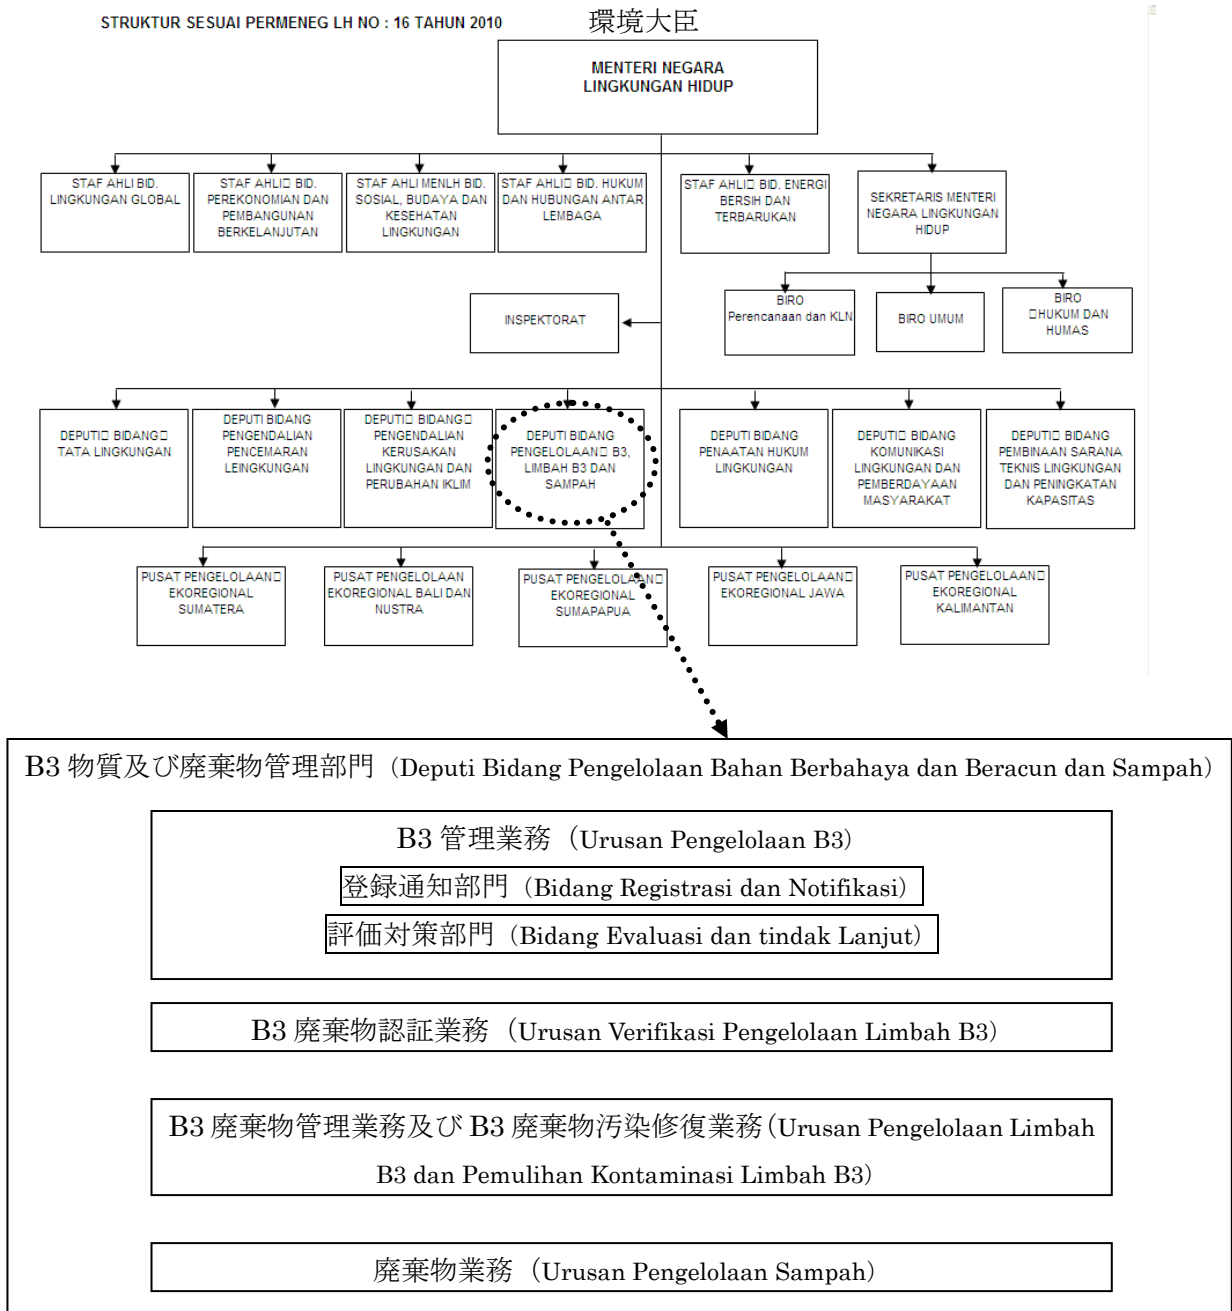 STRUKTUR SESUAI PERMENEG LH NO : 16 TAHUN 2010
環境大臣
MENTERI NEGARA
LINGKUNGAN HIDUP
STAF AHLI BID.
LINGKUNGAN GLOBAL
STAF AHLI□ BID.
PEREKONOMIAN DAN
PEMBANGUNAN
BERKELANJUTAN
STAF AHLI MENLH BID.
SOSIAL, BUDAYA DAN
KESEHATAN
LINGKUNGAN
STAF AHLI□ BID. HUKUM
DAN HUBUNGAN ANTAR
LEMBAGA
STAF AHLI□ BID. ENERGI
BERSIH DAN
TERBARUKAN
SEKRETARIS MENTERI
NEGARA LINGKUNGAN
HIDUP
INSPEKTORAT
BIRO
Perencanaan dan KLN
BIRO UMUM
BIRO
□HUKUM DAN
HUMAS
DEPUTI□ BIDANG□
TATA LINGKUNGAN
DEPUTI BIDANG
PENGENDALIAN
PENCEMARAN
LEINGKUNGAN
DEPUTI□ BIDANG□
PENGENDALIAN
KERUSAKAN
LINGKUNGAN DAN
PERUBAHAN IKLIM
DEPUTI BIDANG
PENGELOLAAN□ B3,
LIMBAH B3 DAN
SAMPAH
DEPUTI BIDANG
PENAATAN HUKUM
LINGKUNGAN
DEPUTI□ BIDANG
KOMUNIKASI
LINGKUNGAN DAN
PEMBERDAYAAN
MASYARAKAT
DEPUTI□ BIDANG
PEMBINAAN SARANA
TEKNIS LINGKUNGAN
DAN PENINGKATAN
KAPASITAS
PUSAT PENGELOLAAN□
EKOREGIONAL
SUMATERA
PUSAT PENGELOLAAN
EKOREGIONAL BALI DAN
NUSTRA
PUSAT PENGELOLAAN□
EKOREGIONAL
SUMAPAPUA
PUSAT PENGELOLAAN□
EKOREGIONAL JAWA
PUSAT PENGELOLAAN□
EKOREGIONAL
KALIMANTAN
B3 物質及び廃棄物管理部門（Deputi Bidang Pengelolaan Bahan Berbahaya dan Beracun dan Sampah）
B3 管理業務（Urusan Pengelolaan B3）
登録通知部門（Bidang Registrasi dan Notifikasi）
評価対策部門（Bidang Evaluasi dan tindak Lanjut）
B3 廃棄物認証業務（Urusan Verifikasi Pengelolaan Limbah B3）
B3 廃棄物管理業務及び B3 廃棄物汚染修復業務（Urusan Pengelolaan Limbah
B3 dan Pemulihan Kontaminasi Limbah B3）
廃棄物業務（Urusan Pengelolaan Sampah）